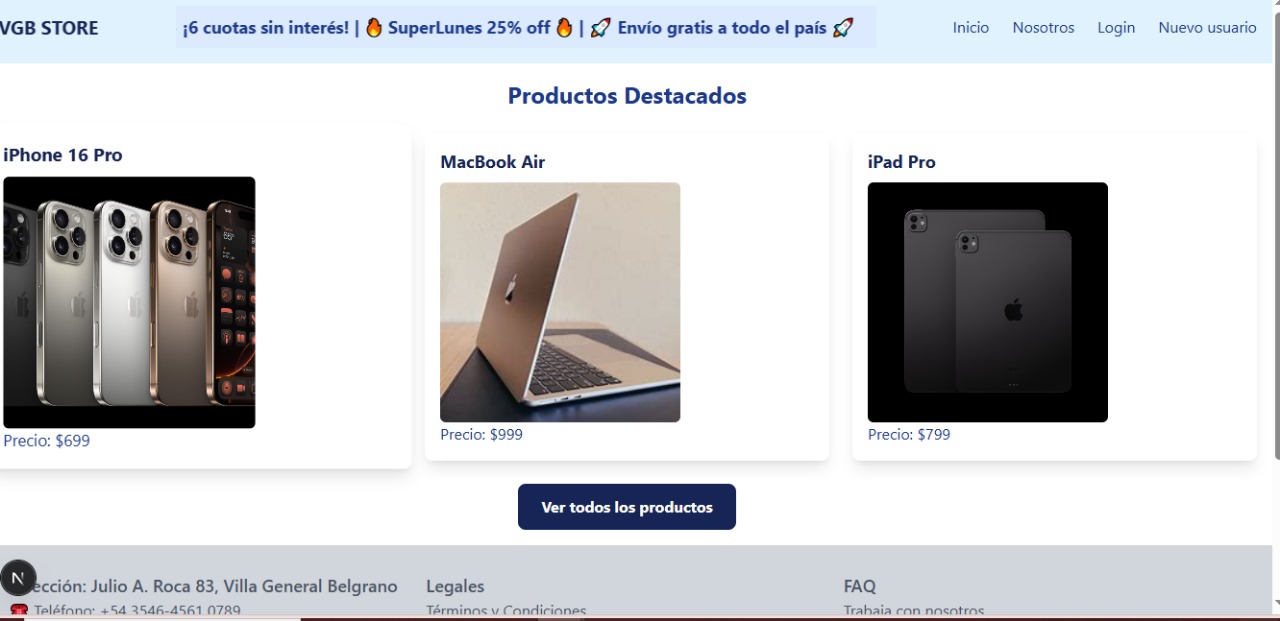 VGB STORE
¡6 cuotas sin interés! | 🔥 SuperLunes 25% off 🔥 | 🚀 Envío gratis a todo el país 🚀
Inicio Nosotros Login Nuevo usuario
Productos Destacados
iPhone 16 Pro
Precio: $699
MacBook Air
Precio: $999
iPad Pro
Precio: $799
Ver todos los productos
N
ección: Julio A. Roca 83, Villa General Belgrano
☎️ Teléfono: +54 3546-4561 0789
Legales
Términos y Condiciones
FAQ
Trabaja con nosotros